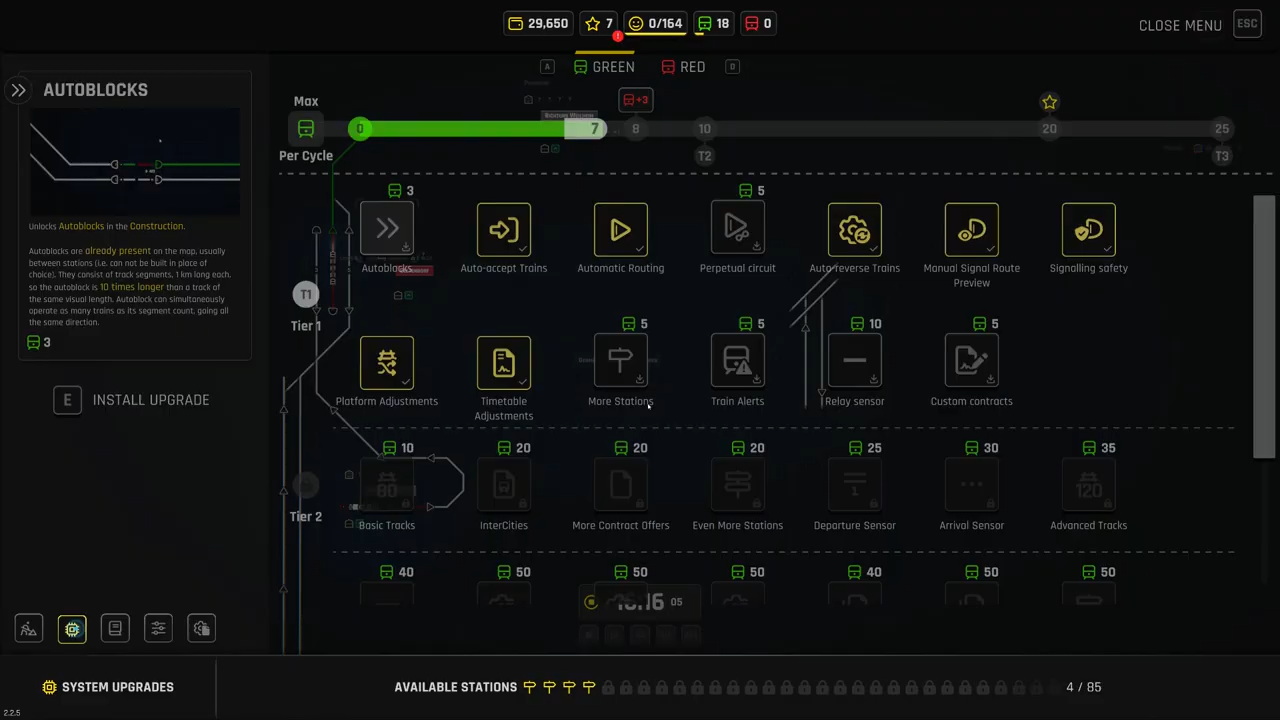 29,650 7 0/164 18 0
CLOSE MENU ESC
A GREEN RED D
AUTOBLOCKS
Max
Per Cycle
+3
0 7 8 10 20 25
T2 T3
Unlocks Autoblocks in the Construction.
Autoblocks are already present on the map, usually
between stations (i.e. can not be built in place of
choice). They consist of track segments, 1 km long each,
so the autoblock is 10 times longer than a track of
the same visual length. Autoblock can simultaneously
operate as many trains as its segment count, going all
the same direction.
3
E INSTALL UPGRADE
T1
Tier 1
3 5
Autoblocks Auto-accept Trains Automatic Routing Perpetual circuit Auto-reverse Trains Manual Signal Route Signalling safety
Preview
5 5 10 5
Platform Adjustments Timetable More Stations Train Alerts Relay sensor Custom contracts
Adjustments
Tier 2
10 20 20 20 25 30 35
80 1 120
Basic Tracks InterCities More Contract Offers Even More Stations Departure Sensor Arrival Sensor Advanced Tracks
40 50 50 50 40 50 50
16:16 05
SYSTEM UPGRADES
AVAILABLE STATIONS 4 / 85
2.2.5